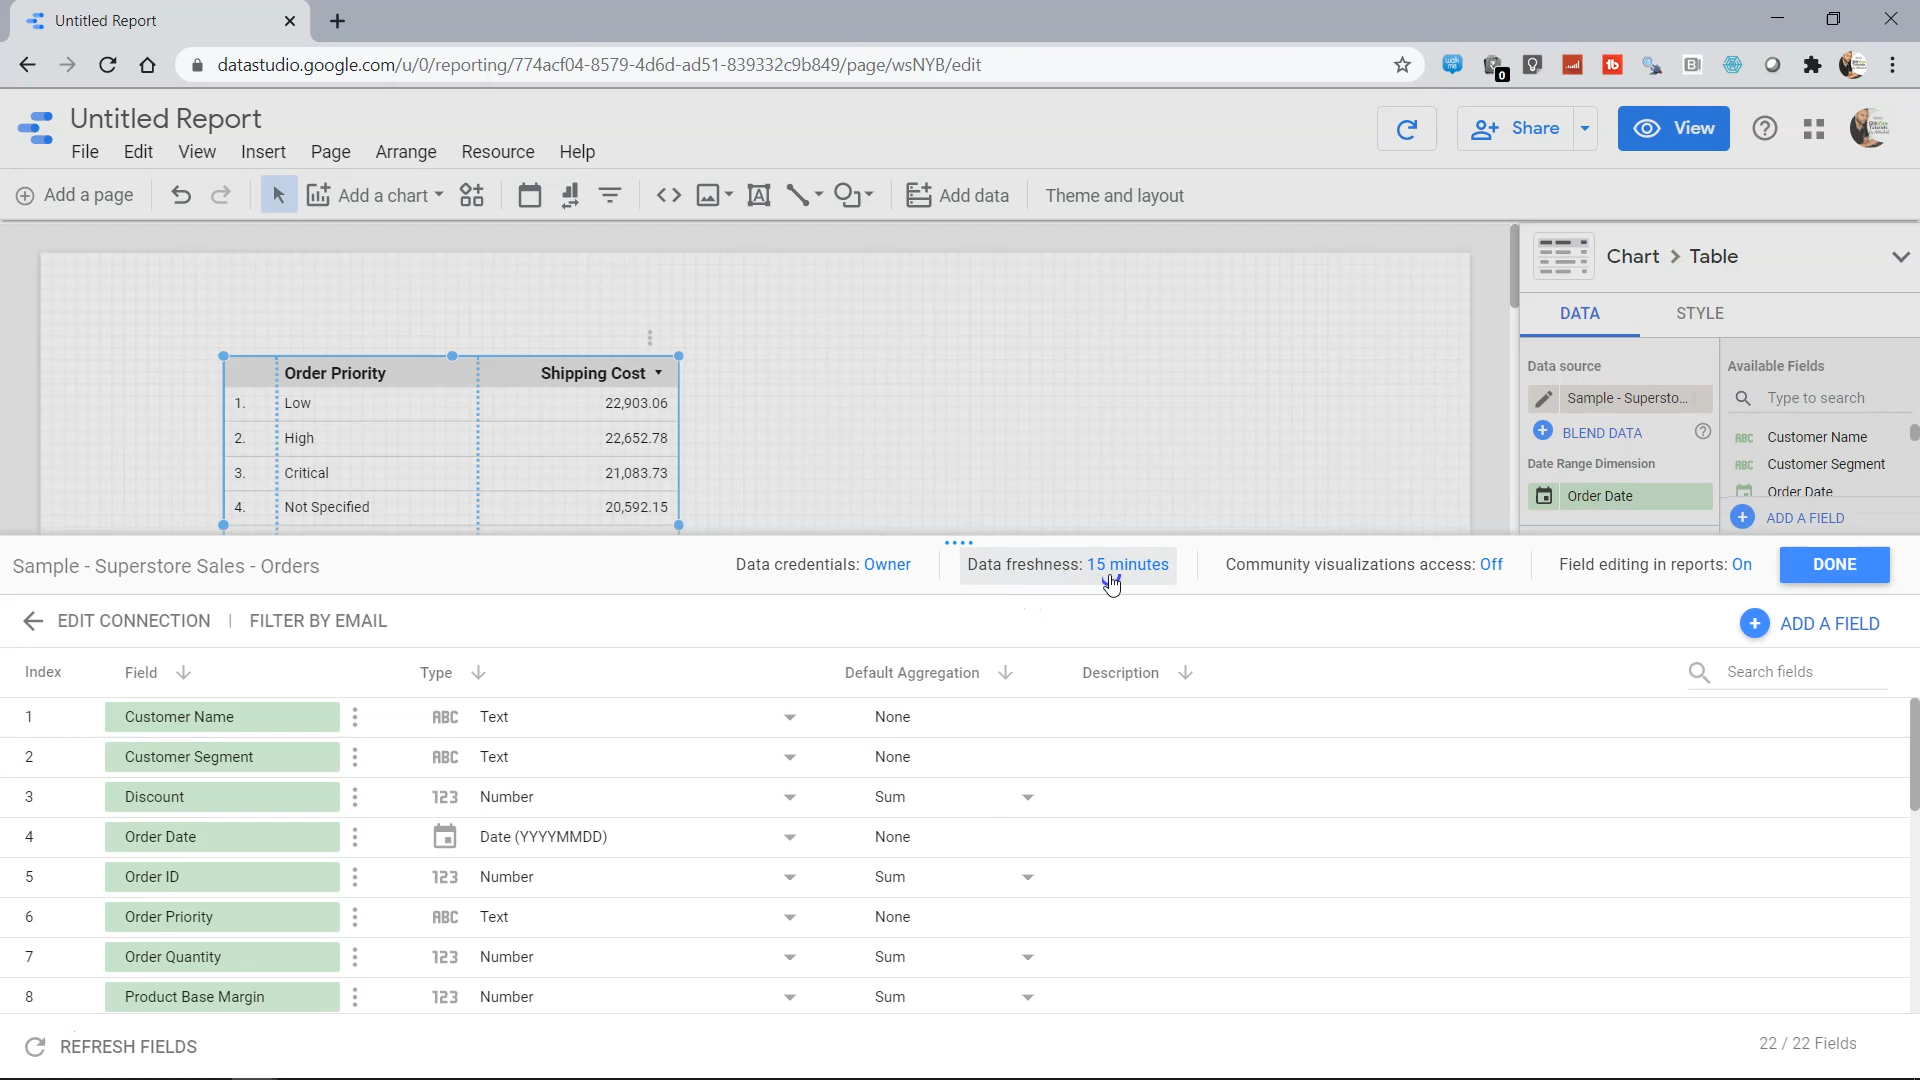 Untitled Report
datastudio.google.com/u/0/reporting/774acf04-8579-4d6d-ad51-839332c9b849/page/wsNYB/edit
0
Untitled Report
File Edit View Insert Page Arrange Resource Help
Share
View
Add a page
Add a chart
Add data
Theme and layout
Chart > Table
DATA
STYLE
Data source
Sample - Supersto...
BLEND DATA
Date Range Dimension
Order Date
Available Fields
Type to search
ABC Customer Name
ABC Customer Segment
Order Date
ADD A FIELD
Order Priority Shipping Cost
1. Low 22,903.06
2. High 22,652.78
3. Critical 21,083.73
4. Not Specified 20,592.15
Sample - Superstore Sales - Orders
Data credentials: Owner
Data freshness: 15 minutes
Community visualizations access: Off
Field editing in reports: On
DONE
EDIT CONNECTION | FILTER BY EMAIL
ADD A FIELD
Index Field Type Default Aggregation Description Search fields
1 Customer Name ABC Text None
2 Customer Segment ABC Text None
3 Discount 123 Number Sum
4 Order Date Date (YYYYMMDD) None
5 Order ID 123 Number Sum
6 Order Priority ABC Text None
7 Order Quantity 123 Number Sum
8 Product Base Margin 123 Number Sum
REFRESH FIELDS
22 / 22 Fields